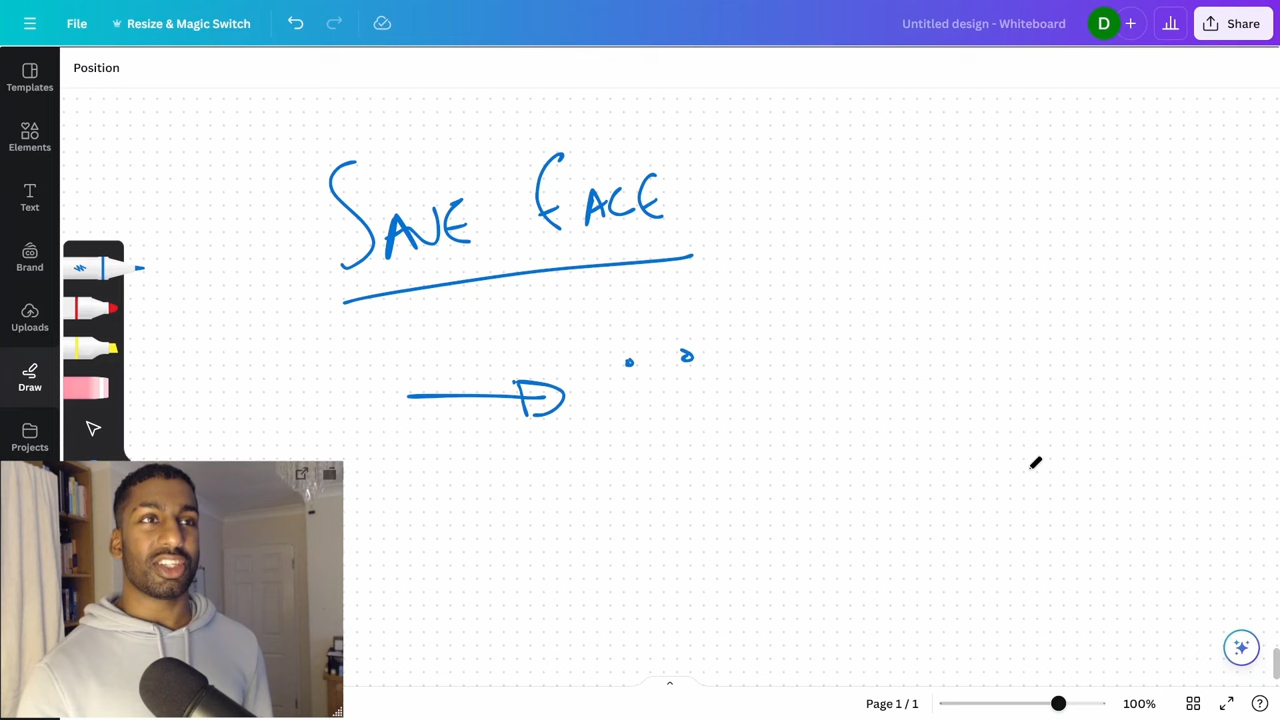 File
Resize & Magic Switch
Untitled design - Whiteboard
D
Share
Position
Templates
Elements
Text
Brand
Uploads
Draw
Projects
SAVE FACE
Page 1 / 1
100%